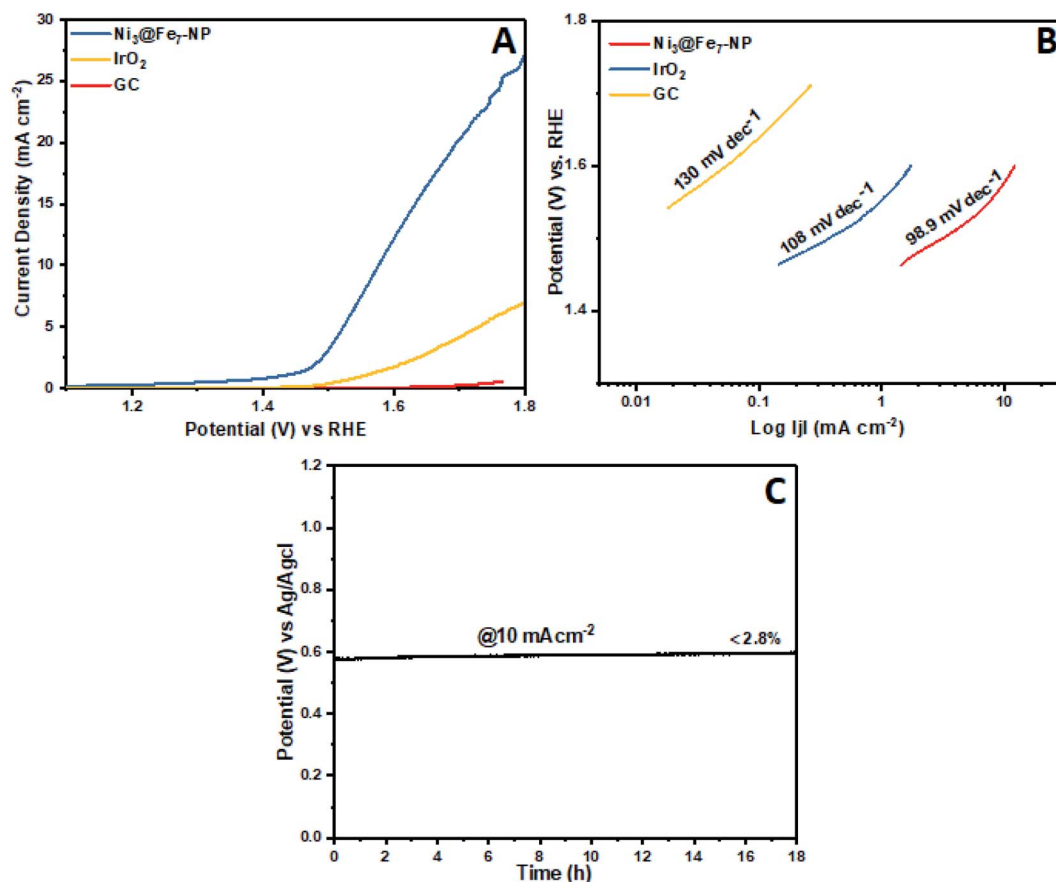 A
Ni₃@Fe₇-NP
IrO₂
GC
30
25
20
15
10
5
0
1.2 1.4 1.6 1.8
Current Density (mA cm⁻²)
Potential (V) vs RHE
B
Ni₃@Fe₇-NP
IrO₂
GC
1.8
1.6
1.4
130 mV dec⁻¹
108 mV dec⁻¹
98.9 mV dec⁻¹
0.01 0.1 1 10
Potential (V) vs. RHE
Log IjI (mA cm⁻²)
C
1.2
1.0
0.8
0.6
0.4
0.2
0.0
@10 mAcm⁻²
<2.8%
0 2 4 6 8 10 12 14 16 18
Potential (V) vs Ag/Agcl
Time (h)